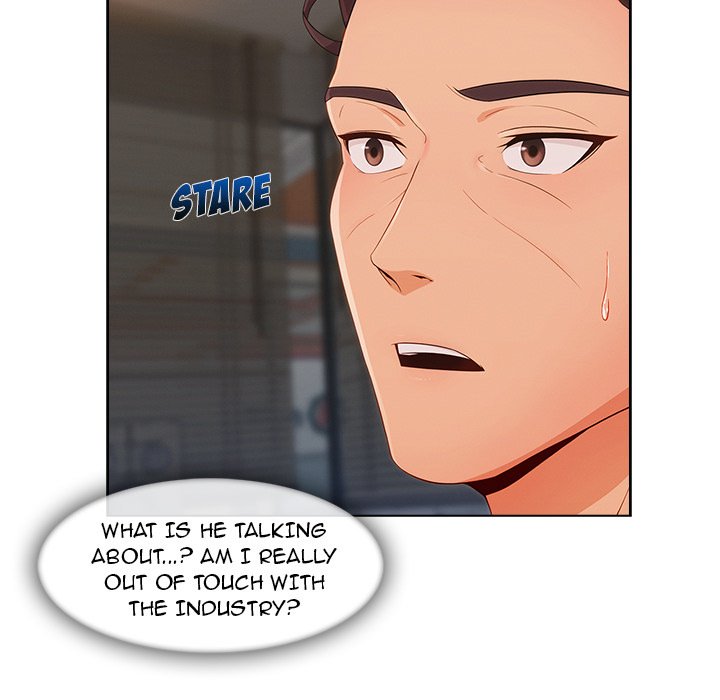 STARE
WHAT IS HE TALKING
ABOUT...? AM I REALLY
OUT OF TOUCH WITH
THE INDUSTRY?